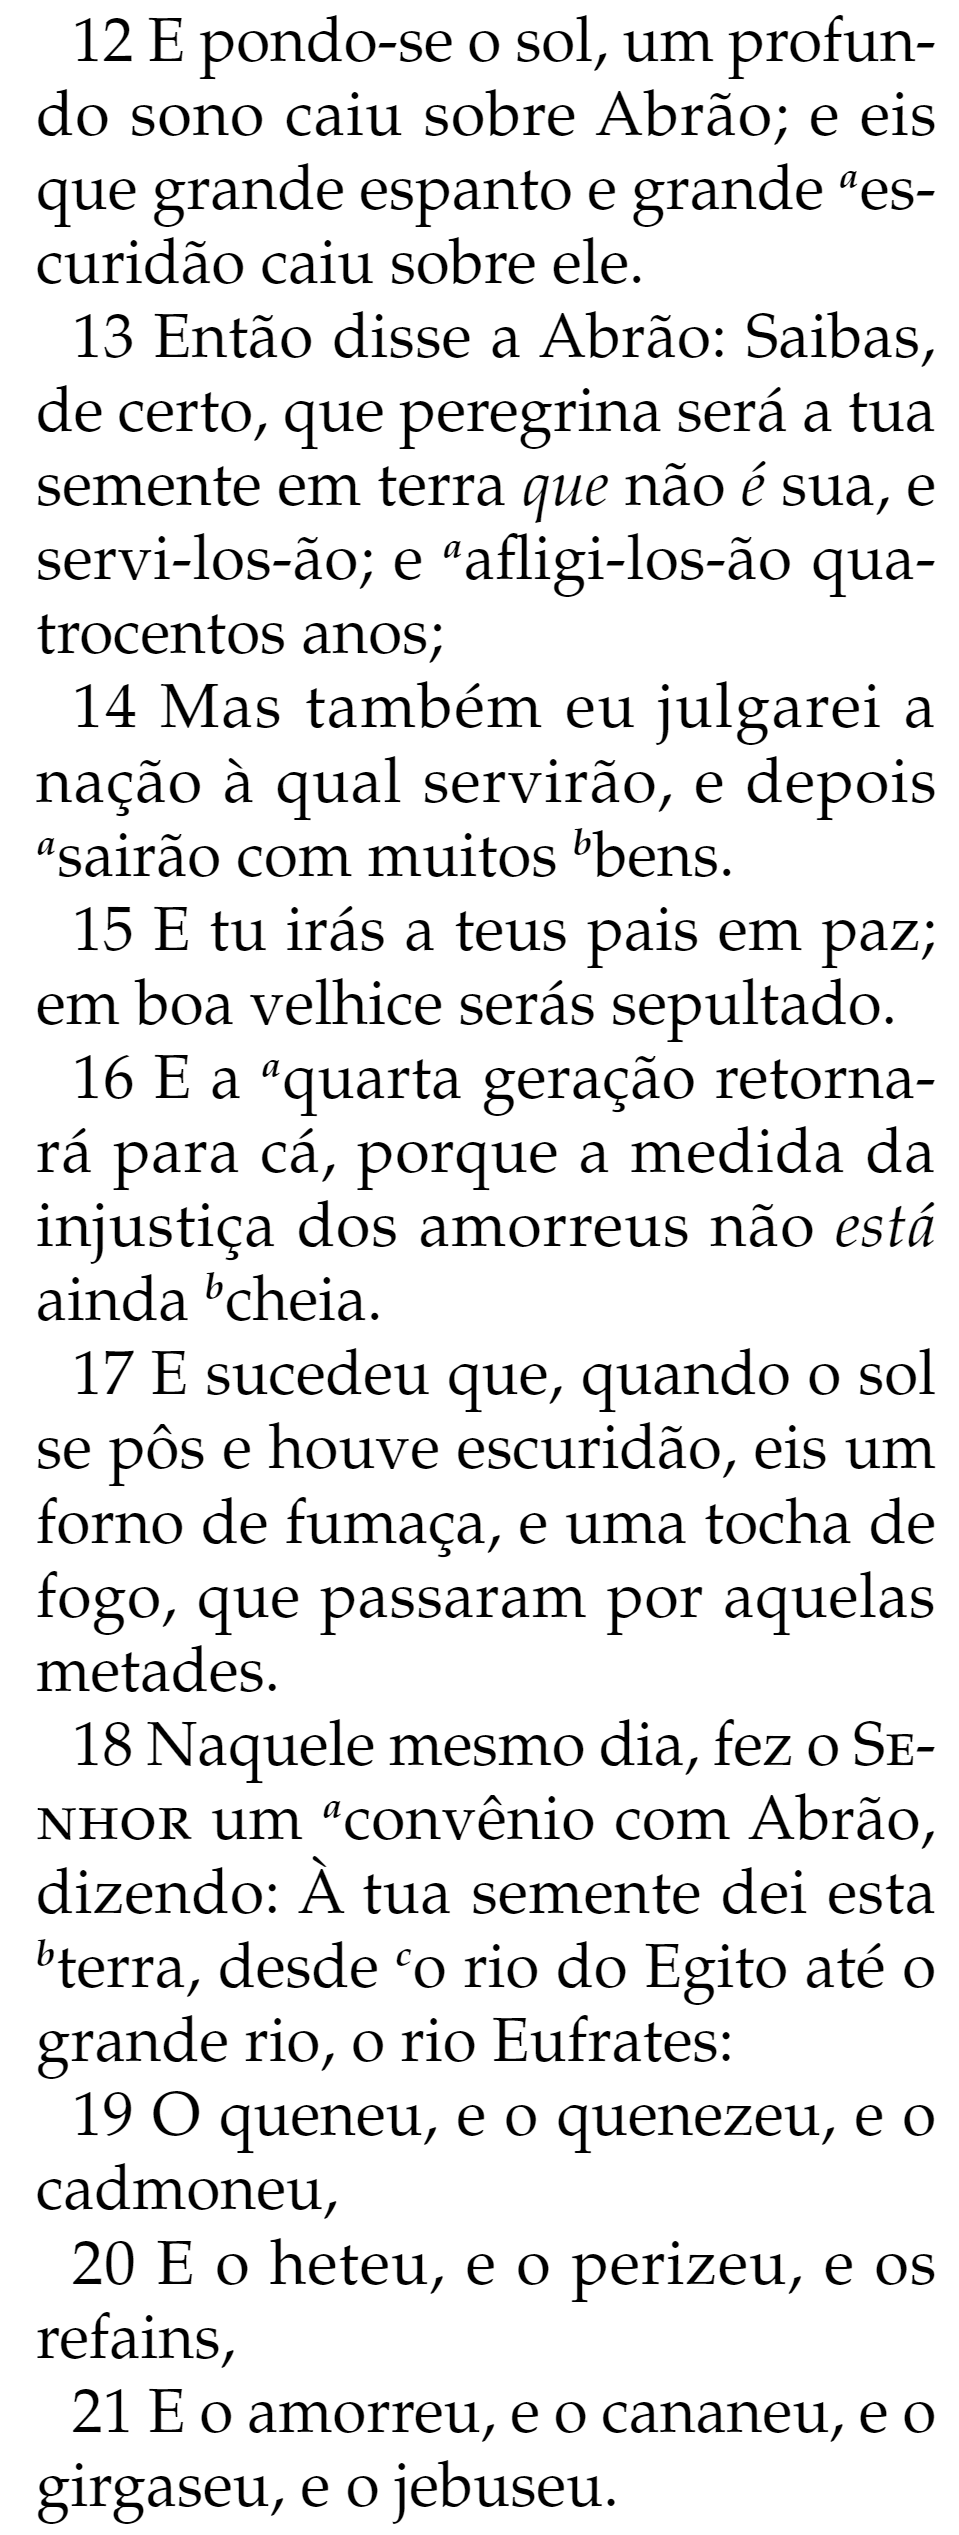 12 E pondo-se o sol, um profun-
do sono caiu sobre Abrão; e eis
que grande espanto e grande ᵃes-
curidão caiu sobre ele.
13 Então disse a Abrão: Saibas,
de certo, que peregrina será a tua
semente em terra que não é sua, e
servi-los-ão; e ᵃafligi-los-ão qua-
trocentos anos;
14 Mas também eu julgarei a
nação à qual servirão, e depois
ᵃsairão com muitos ᵇbens.
15 E tu irás a teus pais em paz;
em boa velhice serás sepultado.
16 E a ᵃquarta geração retorna-
rá para cá, porque a medida da
injustiça dos amorreus não está
ainda ᵇcheia.
17 E sucedeu que, quando o sol
se pôs e houve escuridão, eis um
forno de fumaça, e uma tocha de
fogo, que passaram por aquelas
metades.
18 Naquele mesmo dia, fez o SE-
NHOR um ᵃconvênio com Abrão,
dizendo: À tua semente dei esta
ᵇterra, desde ᶜo rio do Egito até o
grande rio, o rio Eufrates:
19 O queneu, e o quenezeu, e o
cadmoneu,
20 E o heteu, e o perizeu, e os
refains,
21 E o amorreu, e o cananeu, e o
girgaseu, e o jebuseu.